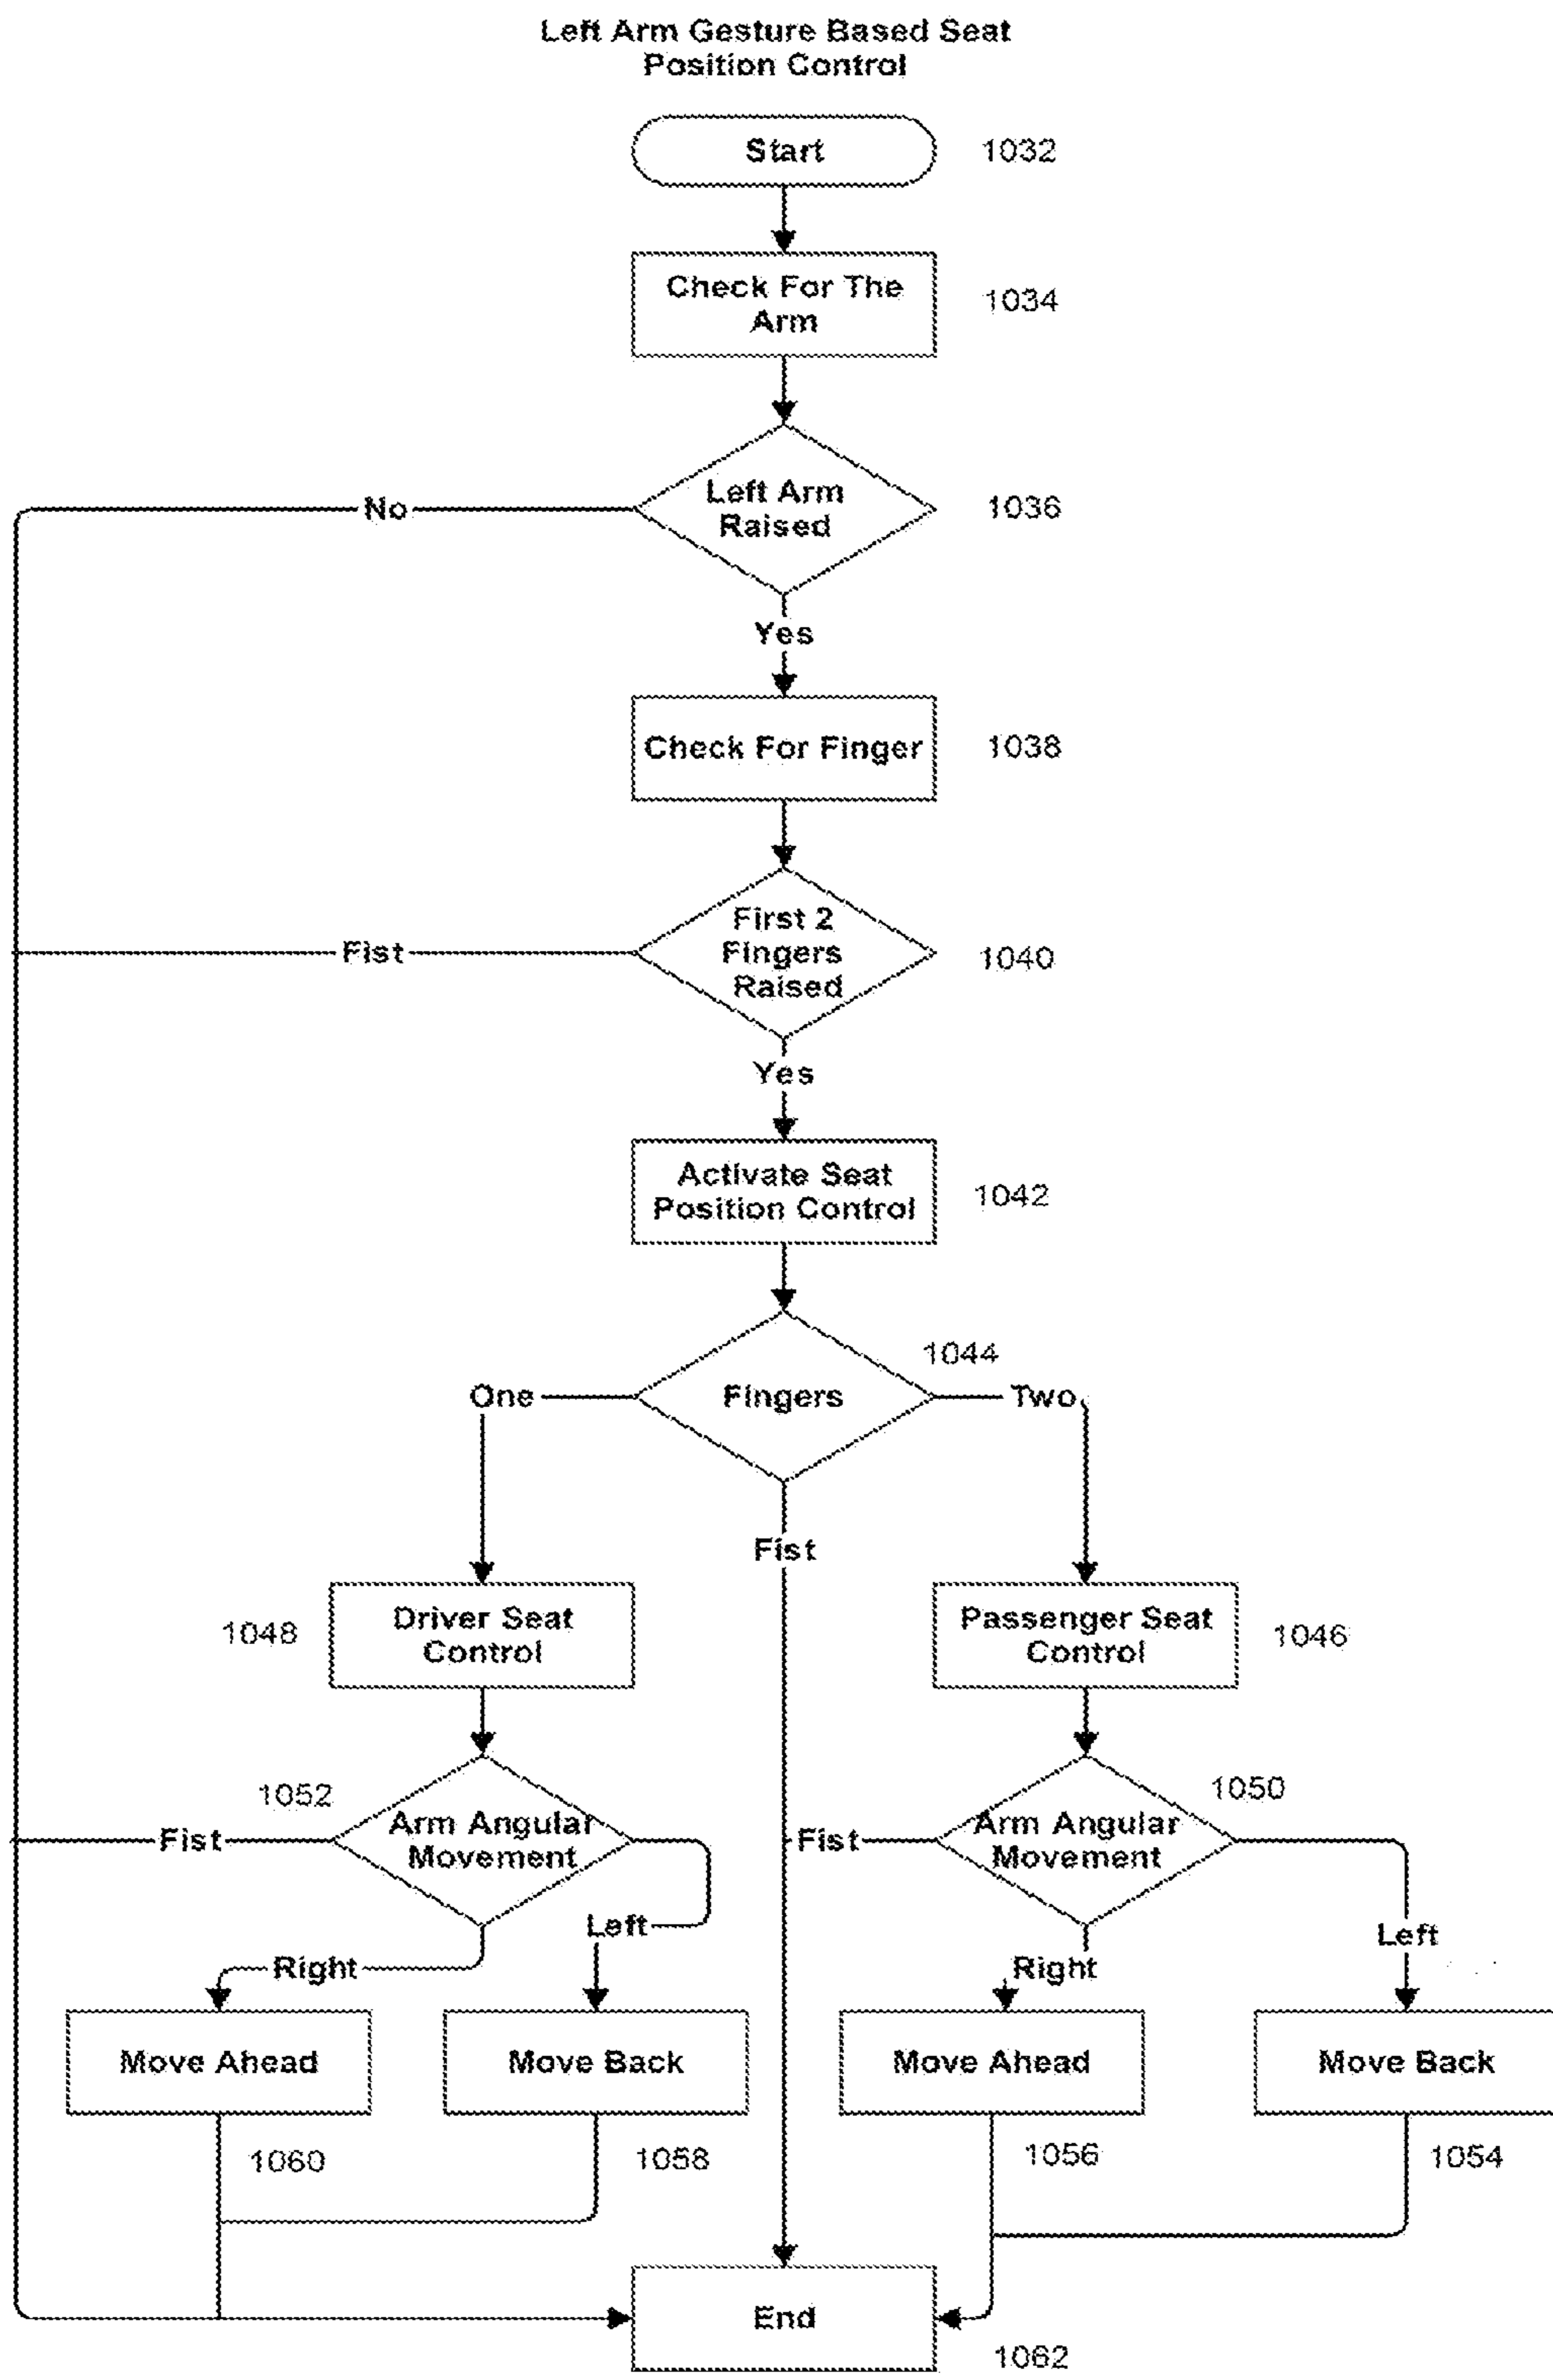 Left Arm Gesture Based Seat
Position Control
Start
1032
Check For The
Arm
1034
Left Arm
Raised
1036
No
Yes
Check For Finger
1038
First 2
Fingers
Raised
1040
Fist
Yes
Activate Seat
Position Control
1042
1044
One
Fingers
Two
Fist
1048
Driver Seat
Control
Passenger Seat
Control
1046
1052
Fist
Arm Angular
Movement
Fist
Arm Angular
Movement
1050
Left
Left
Right
Right
Move Ahead
Move Back
Move Ahead
Move Back
1060
1058
1056
1054
End
1062